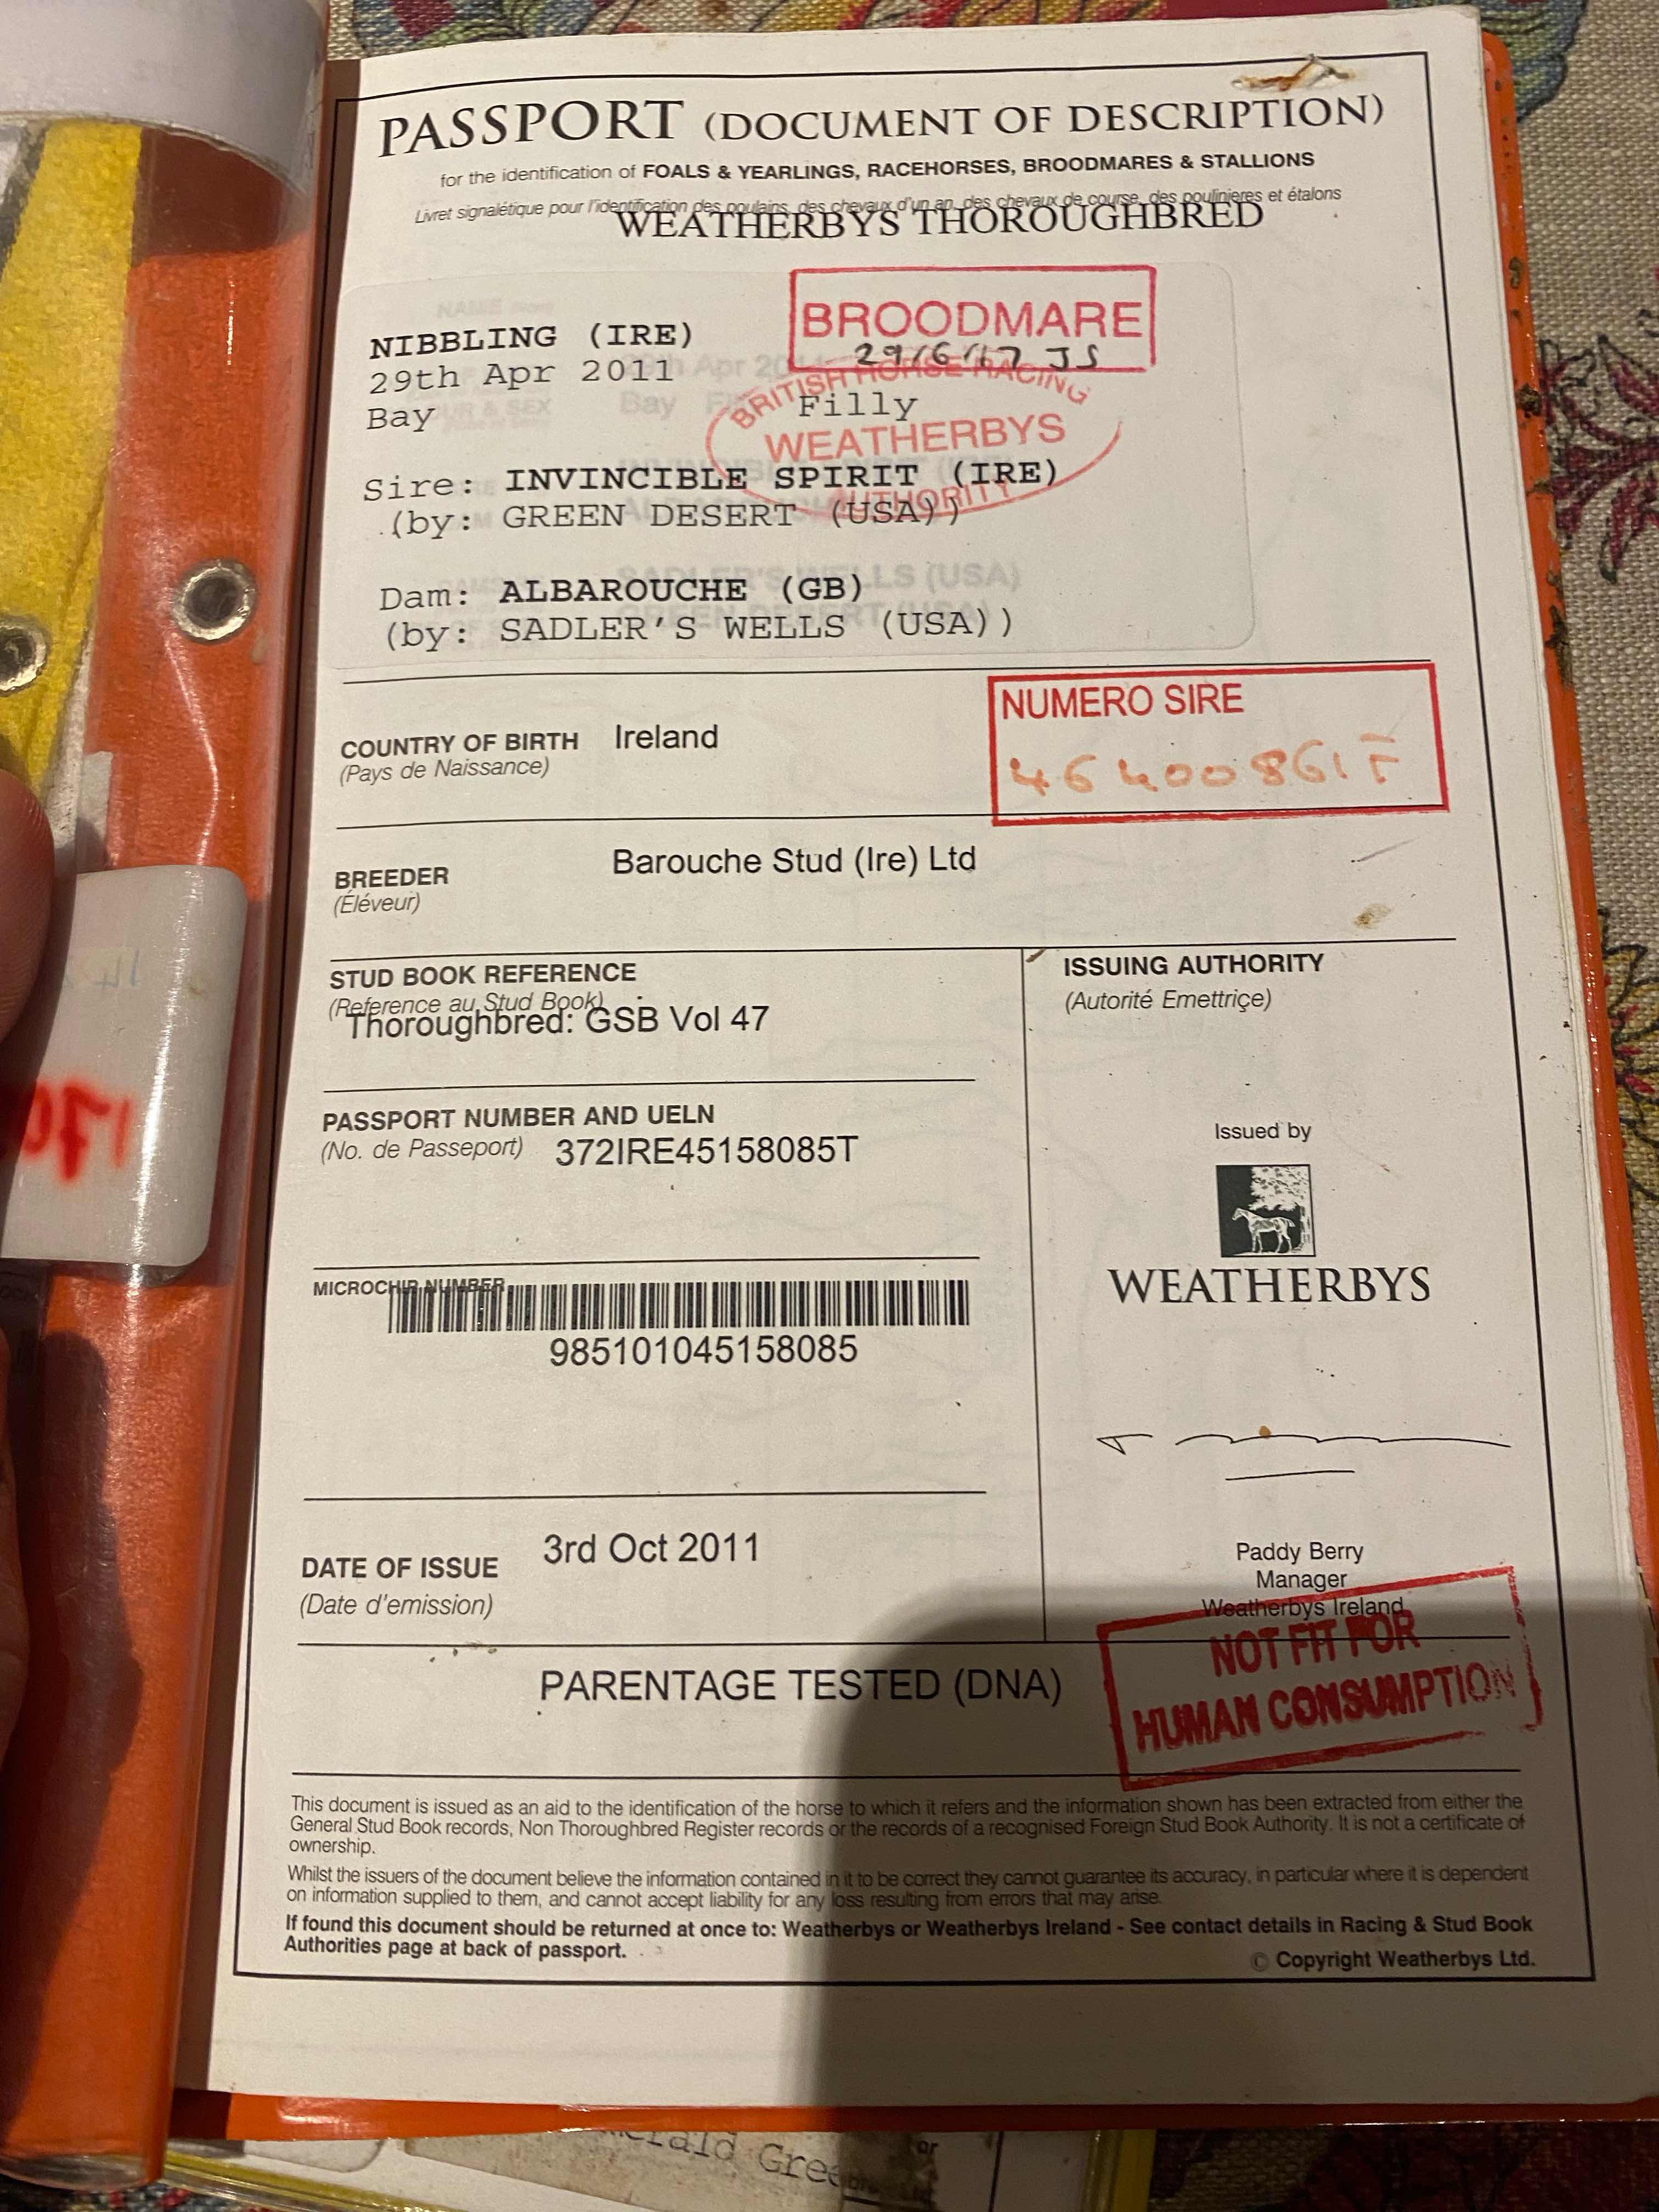 PASSPORT (DOCUMENT OF DESCRIPTION)
for the identification of FOALS & YEARLINGS, RACEHORSES, BROODMARES & STALLIONS
Livret signalétique pour l'identification des poulains, des chevaux d'un an, des chevaux de course, des poulinieres et étalons
WEATHERBYS THOROUGHBRED
BROODMARE
29/6/17 JS
NIBBLING (IRE)
29th Apr 2011
Bay Filly
BRITISH HORSE RACING
WEATHERBYS
AUTHORITY
Sire: INVINCIBLE SPIRIT (IRE)
(by: GREEN DESERT (USA))
Dam: ALBAROUCHE (GB)
(by: SADLER'S WELLS (USA))
NUMERO SIRE
46400861F
COUNTRY OF BIRTH Ireland
(Pays de Naissance)
BREEDER Barouche Stud (Ire) Ltd
(Éléveur)
STUD BOOK REFERENCE
(Reference au Stud Book)
Thoroughbred: GSB Vol 47
PASSPORT NUMBER AND UELN
(No. de Passeport) 372IRE45158085T
MICROCHIP NUMBER
985101045158085
DATE OF ISSUE 3rd Oct 2011
(Date d'emission)
ISSUING AUTHORITY
(Autorité Emettriçe)
Issued by
WEATHERBYS
Paddy Berry
Manager
Weatherbys Ireland
NOT FIT FOR
HUMAN CONSUMPTION
PARENTAGE TESTED (DNA)
This document is issued as an aid to the identification of the horse to which it refers and the information shown has been extracted from either the
General Stud Book records, Non Thoroughbred Register records or the records of a recognised Foreign Stud Book Authority. It is not a certificate of
ownership.
Whilst the issuers of the document believe the information contained in it to be correct they cannot guarantee its accuracy, in particular where it is dependent
on information supplied to them, and cannot accept liability for any loss resulting from errors that may arise.
If found this document should be returned at once to: Weatherbys or Weatherbys Ireland - See contact details in Racing & Stud Book
Authorities page at back of passport.
© Copyright Weatherbys Ltd.